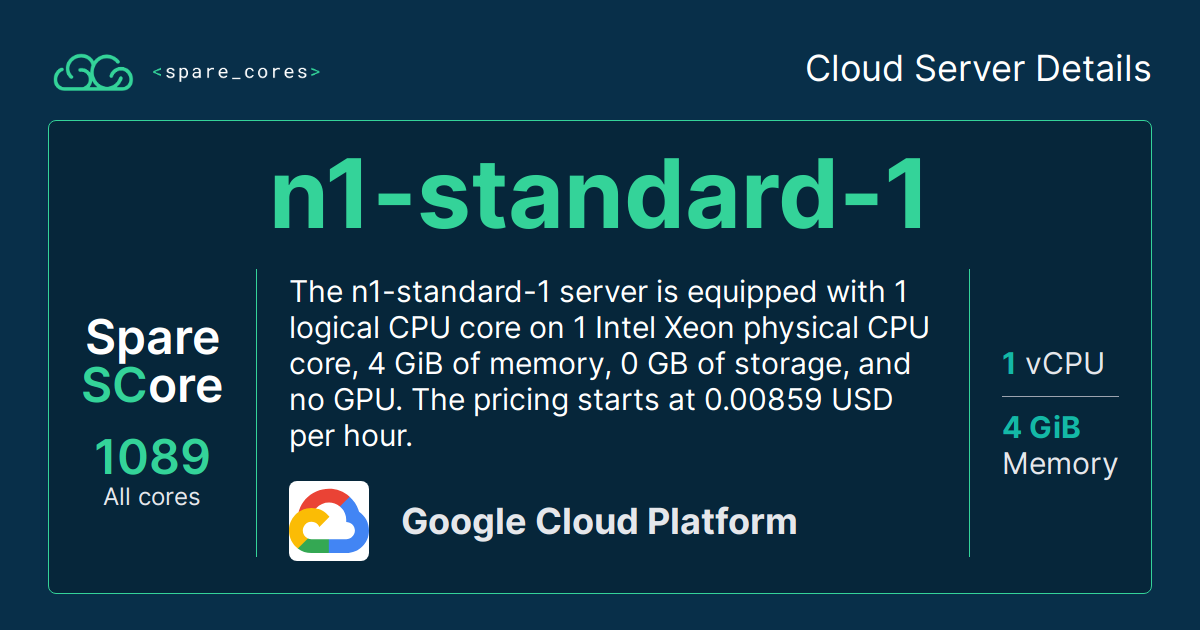 <spare_cores>
Cloud Server Details
n1-standard-1
Spare
SCore
1089
All cores
The n1-standard-1 server is equipped with 1
logical CPU core on 1 Intel Xeon physical CPU
core, 4 GiB of memory, 0 GB of storage, and
no GPU. The pricing starts at 0.00859 USD
per hour.
Google Cloud Platform
1 vCPU
4 GiB
Memory